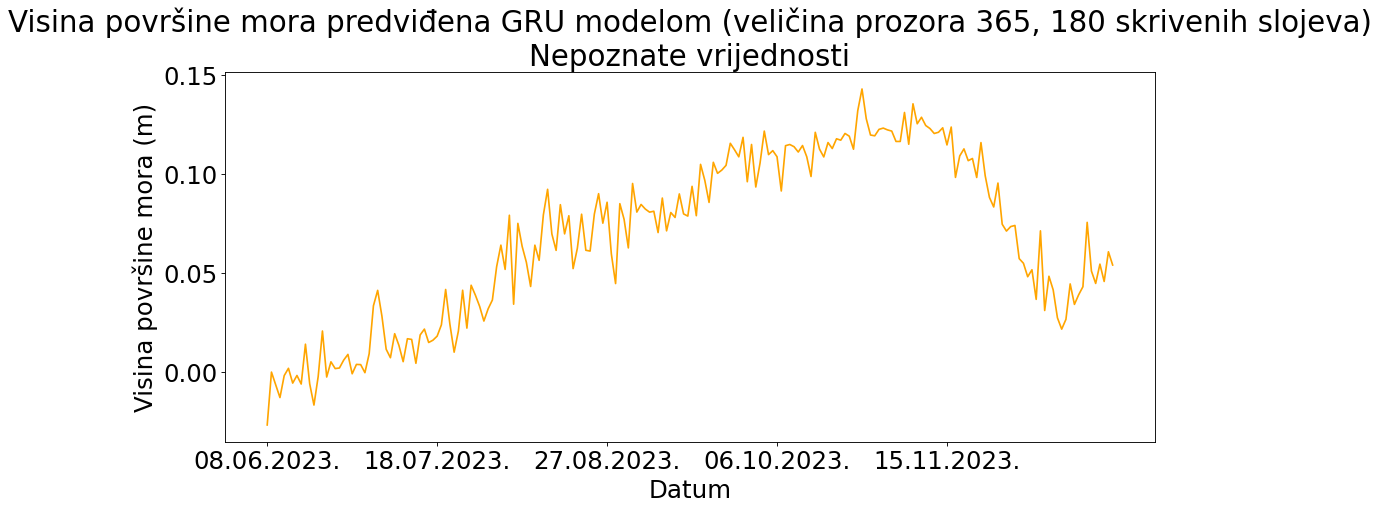 Visina površine mora predviđena GRU modelom (veličina prozora 365, 180 skrivenih slojeva)
Nepoznate vrijednosti
0.15
0.10
0.05
0.00
Visina površine mora (m)
08.06.2023. 18.07.2023. 27.08.2023. 06.10.2023. 15.11.2023.
Datum